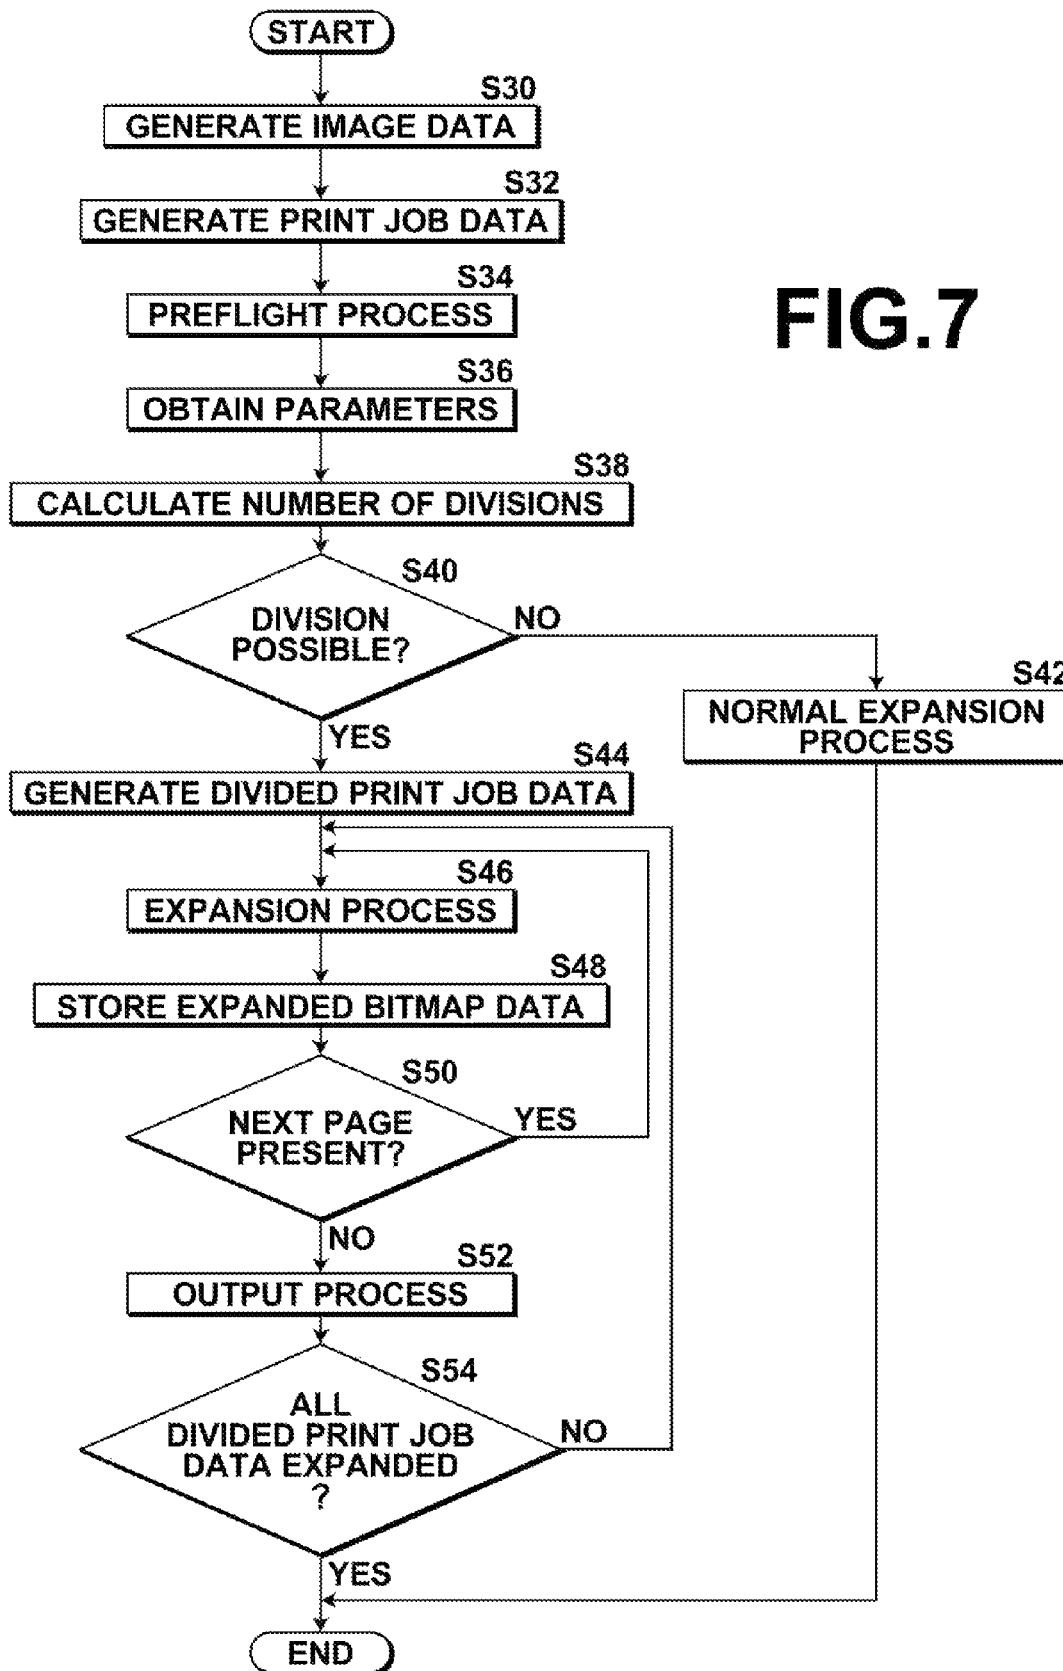 START
S30
GENERATE IMAGE DATA
S32
GENERATE PRINT JOB DATA
S34
PREFLIGHT PROCESS
FIG.7
S36
OBTAIN PARAMETERS
S38
CALCULATE NUMBER OF DIVISIONS
S40
DIVISION
POSSIBLE?
NO
S42
NORMAL EXPANSION
PROCESS
YES
S44
GENERATE DIVIDED PRINT JOB DATA
S46
EXPANSION PROCESS
S48
STORE EXPANDED BITMAP DATA
S50
NEXT PAGE
PRESENT?
YES
NO
S52
OUTPUT PROCESS
S54
ALL
DIVIDED PRINT JOB
DATA EXPANDED
?
NO
YES
END